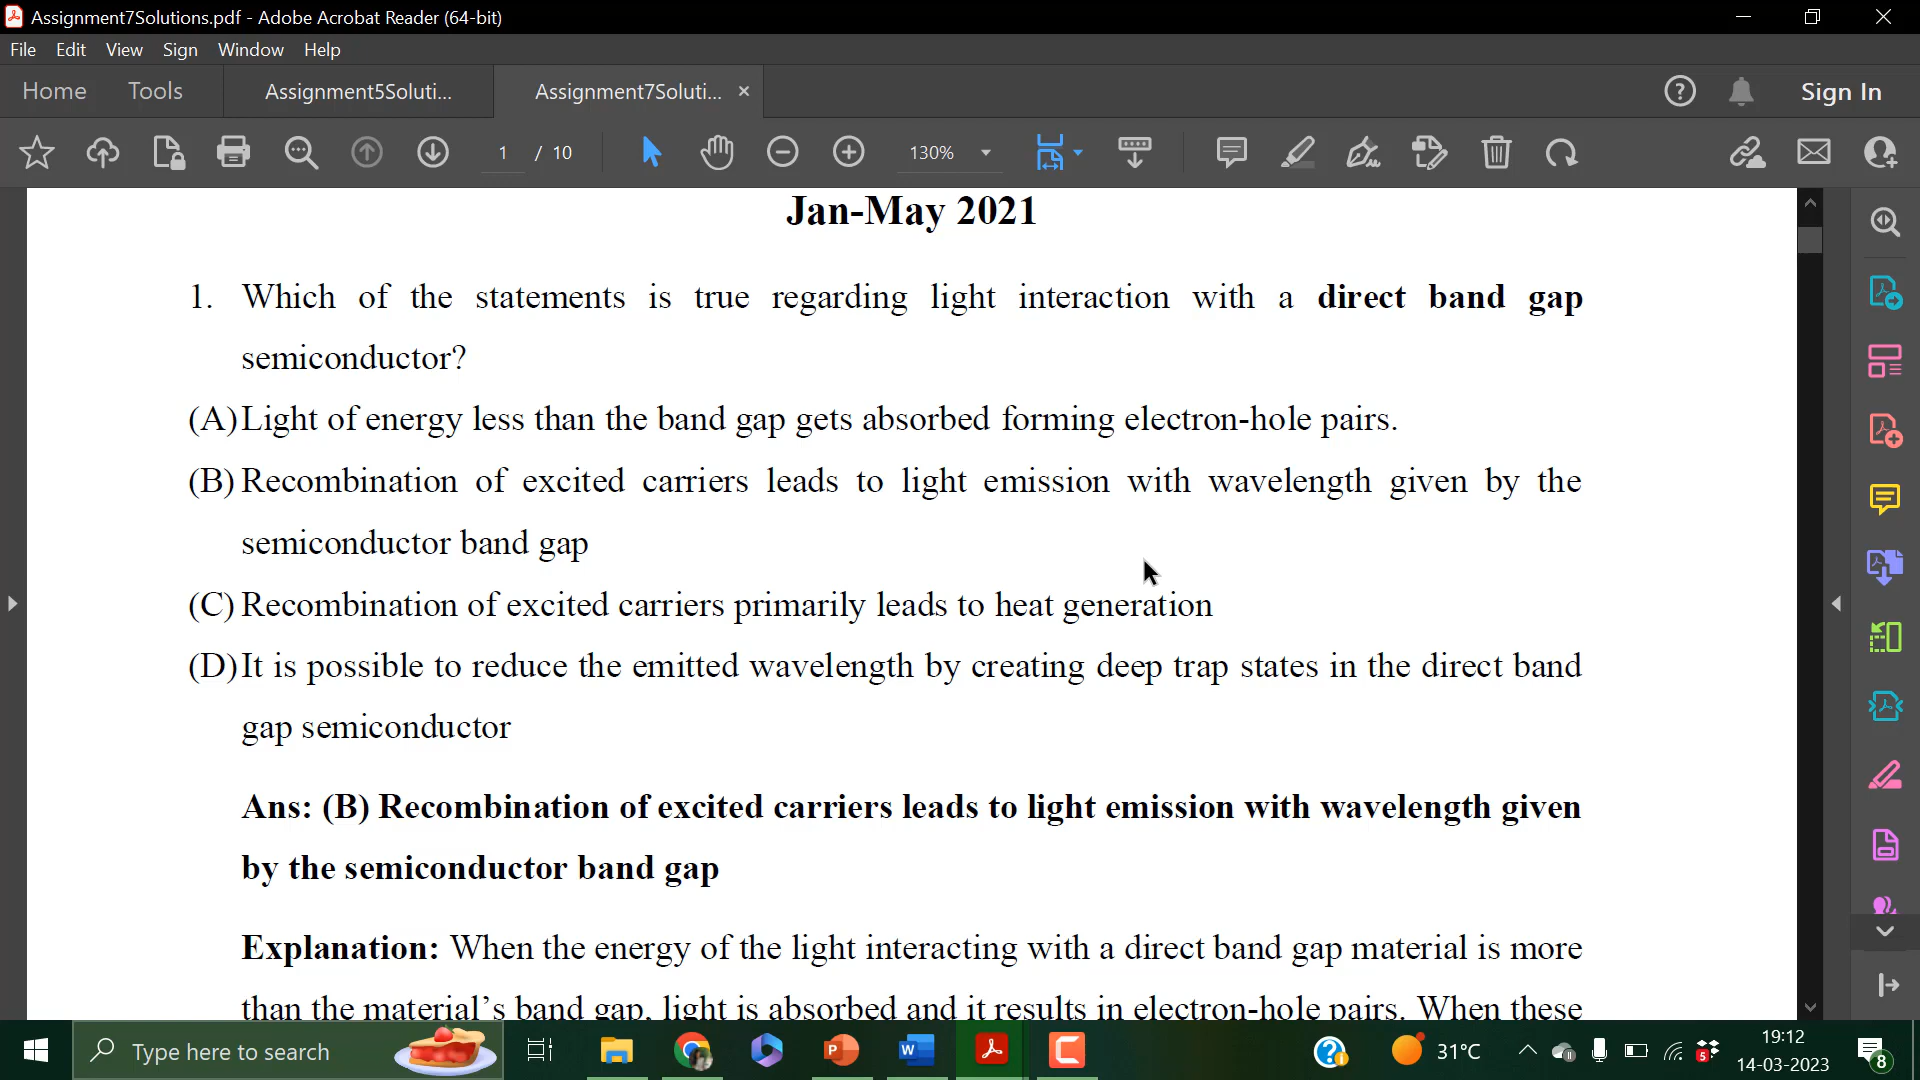 Assignment7Solutions.pdf - Adobe Acrobat Reader (64-bit)
File Edit View Sign Window Help
Home Tools Assignment5Soluti... Assignment7Soluti... × Sign In
1 / 10 130%
Jan-May 2021
1. Which of the statements is true regarding light interaction with a direct band gap
semiconductor?
(A) Light of energy less than the band gap gets absorbed forming electron-hole pairs.
(B) Recombination of excited carriers leads to light emission with wavelength given by the
semiconductor band gap
(C) Recombination of excited carriers primarily leads to heat generation
(D) It is possible to reduce the emitted wavelength by creating deep trap states in the direct band
gap semiconductor
Ans: (B) Recombination of excited carriers leads to light emission with wavelength given
by the semiconductor band gap
Explanation: When the energy of the light interacting with a direct band gap material is more
than the material’s band gap, light is absorbed and it results in electron-hole pairs. When these
Type here to search 31°C 5 19:12 8
14-03-2023